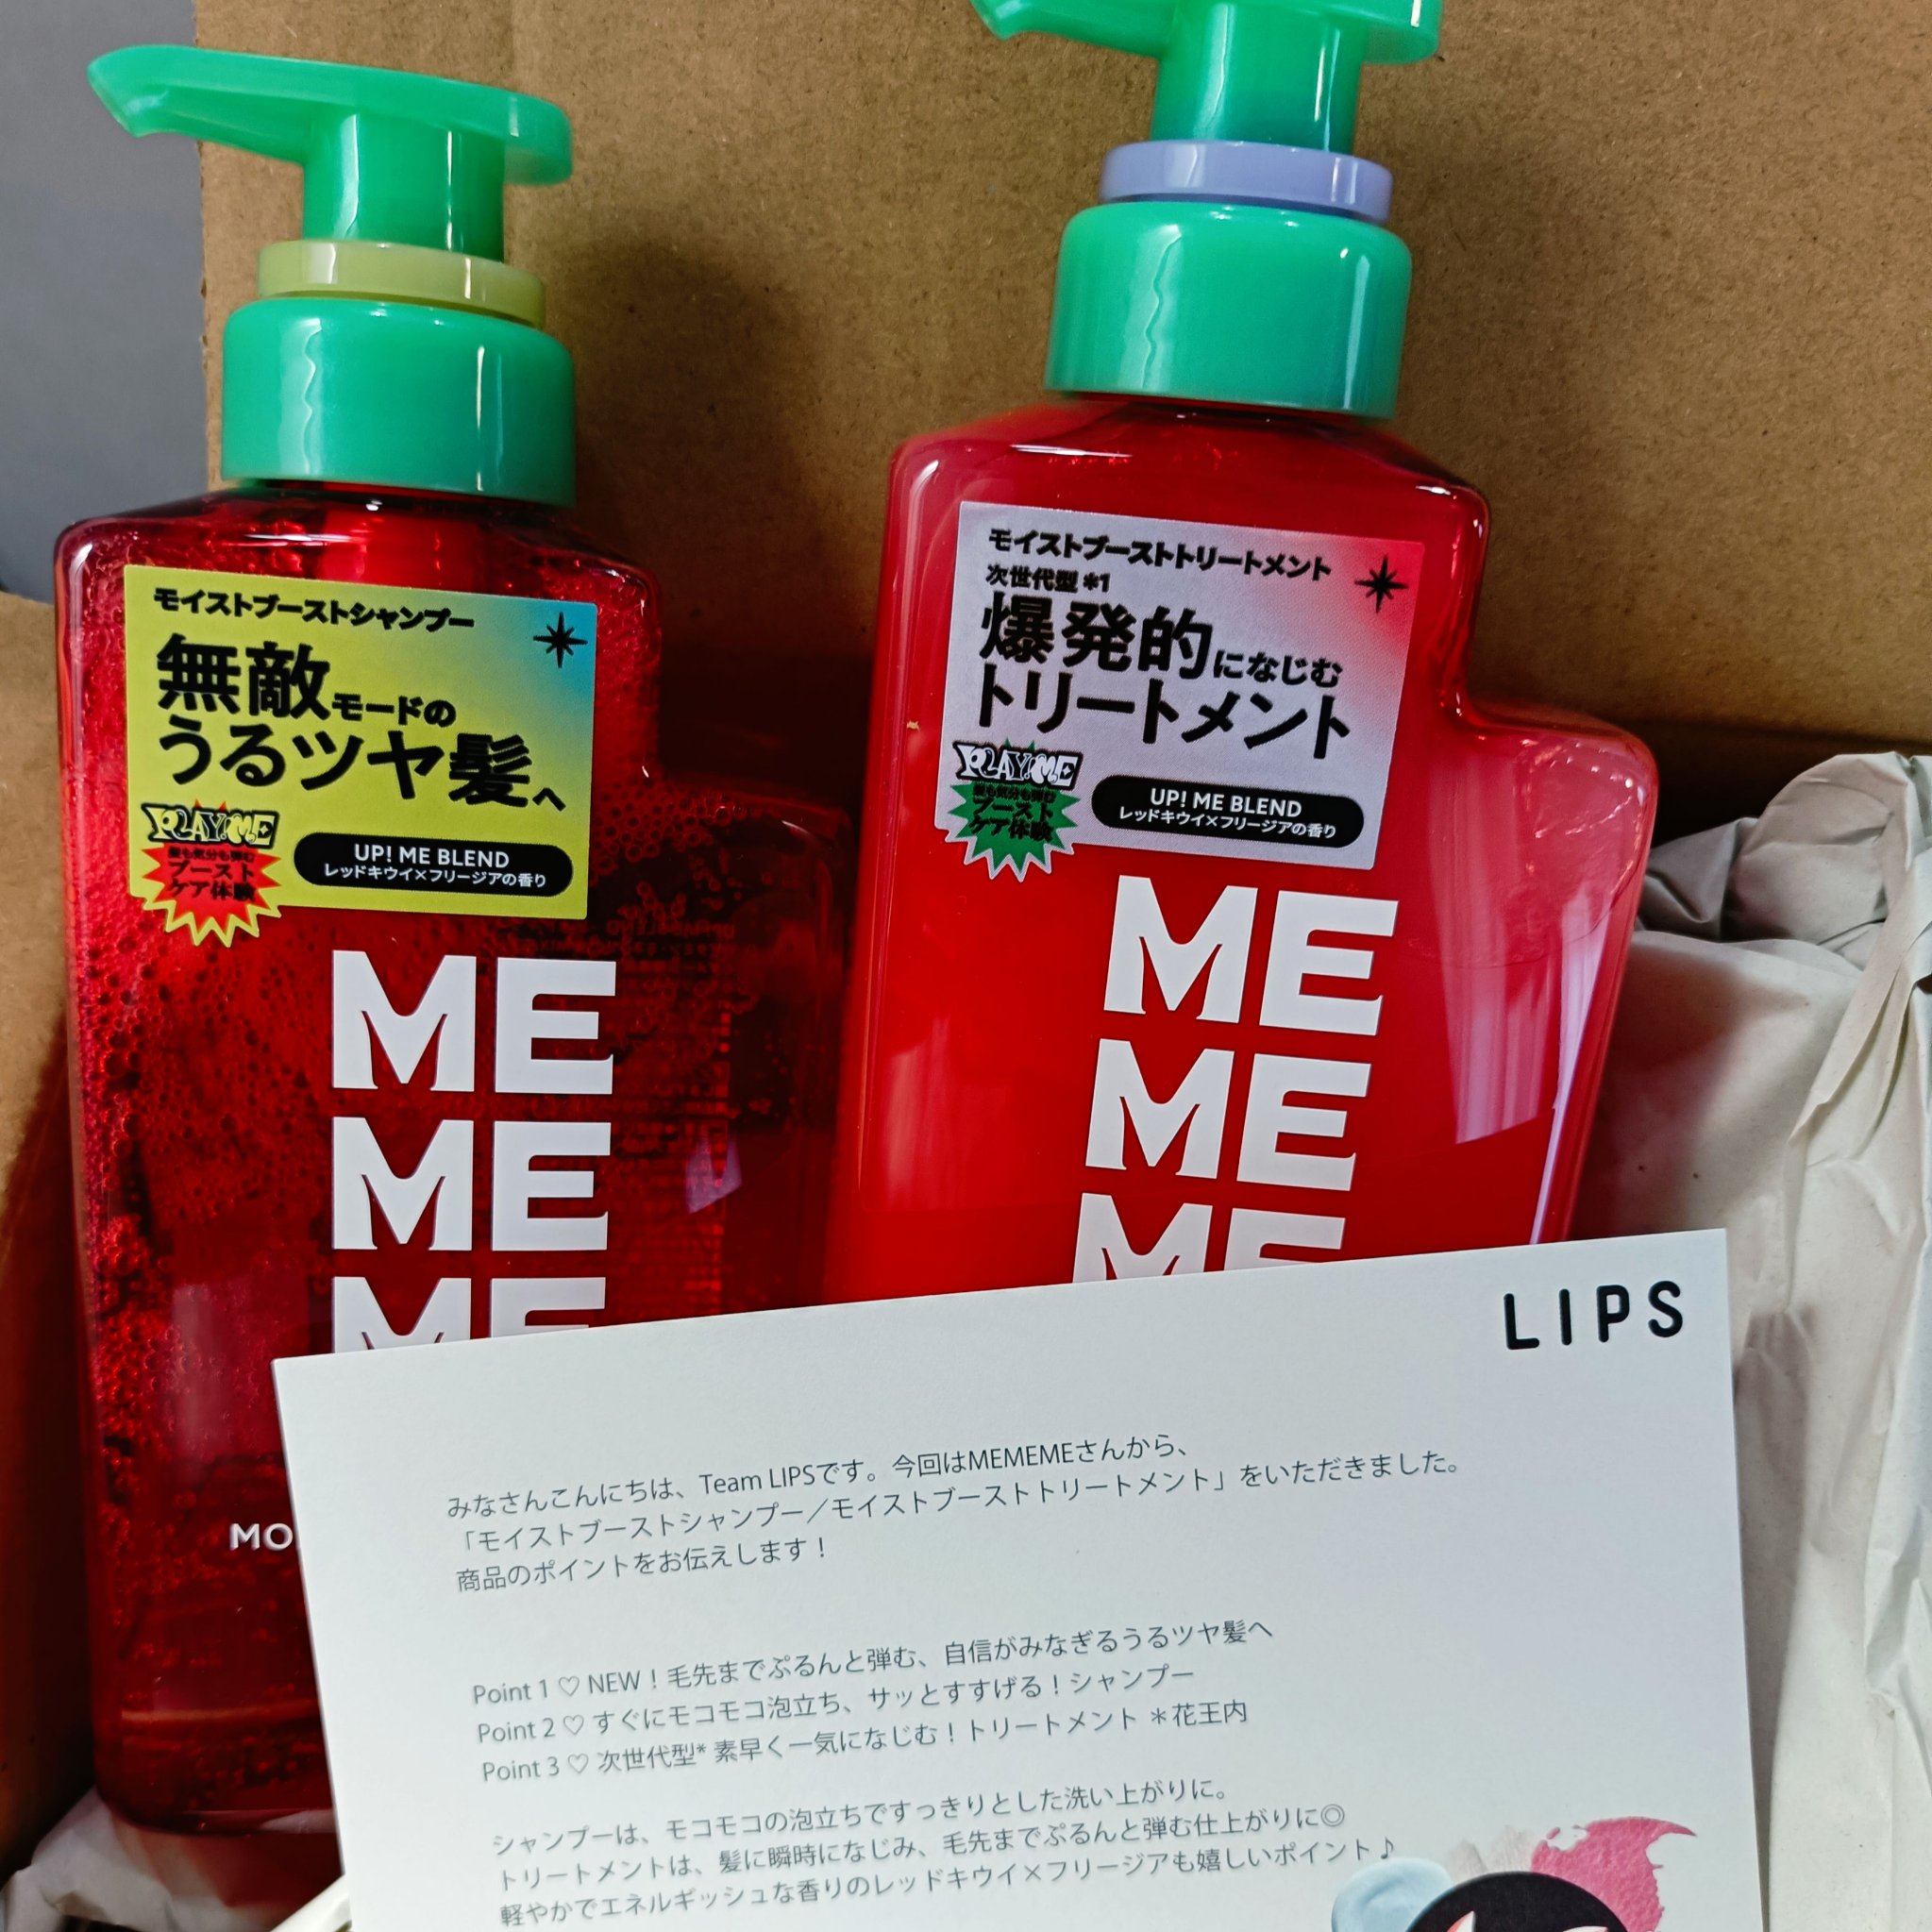 モイストブーストシャンプー
無敵モードの
うるツヤ髪へ
PLAY!ME
髪も気分も弾む
ブースト
ケア体験
UP! ME BLEND
レッドキウイ×フリージアの香り
ME
ME
ME
モイストブーストトリートメント
次世代型*1
爆発的になじむ
トリートメント
PLAY!ME
髪も気分も弾む
ブースト
ケア体験
UP! ME BLEND
レッドキウイ×フリージアの香り
ME
ME
ME
LIPS
みなさんこんにちは、Team LIPSです。今回はMEMEMEさんから、
「モイストブーストシャンプー/モイストブーストトリートメント」をいただきました。
商品のポイントをお伝えします!
Point 1 ♡ NEW!毛先までぷるんと弾む、自信がみなぎるうるツヤ髪へ
Point 2 ♡ すぐにモコモコ泡立ち、サッとすすげる!シャンプー
Point 3 ♡ 次世代型* 素早く一気になじむ!トリートメント *花王内
シャンプーは、モコモコの泡立ちですっきりとした洗い上がりに。
トリートメントは、髪に瞬時になじみ、毛先までぷるんと弾む仕上がりに◎
軽やかでエネルギッシュな香りのレッドキウイ×フリージアも嬉しいポイント♪